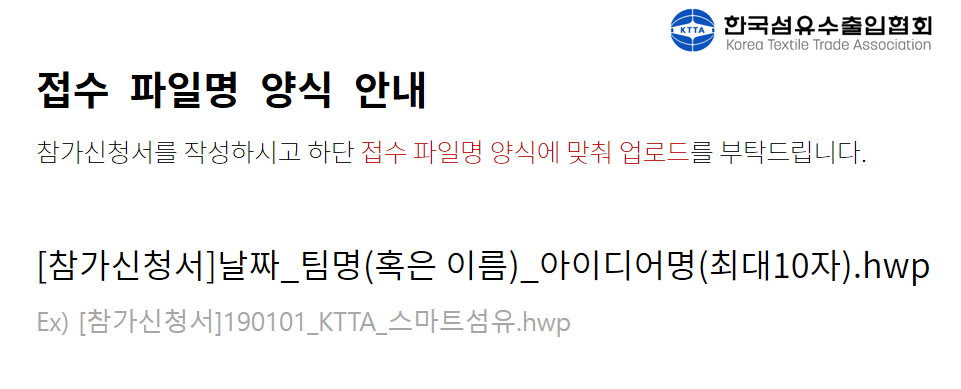 KTTA 한국섬유수출입협회
Korea Textile Trade Association
접수 파일명 양식 안내
참가신청서를 작성하시고 하단 접수 파일명 양식에 맞춰 업로드를 부탁드립니다.
[참가신청서]날짜_팀명(혹은 이름)_아이디어명(최대10자).hwp
Ex) [참가신청서]190101_KTTA_스마트섬유.hwp